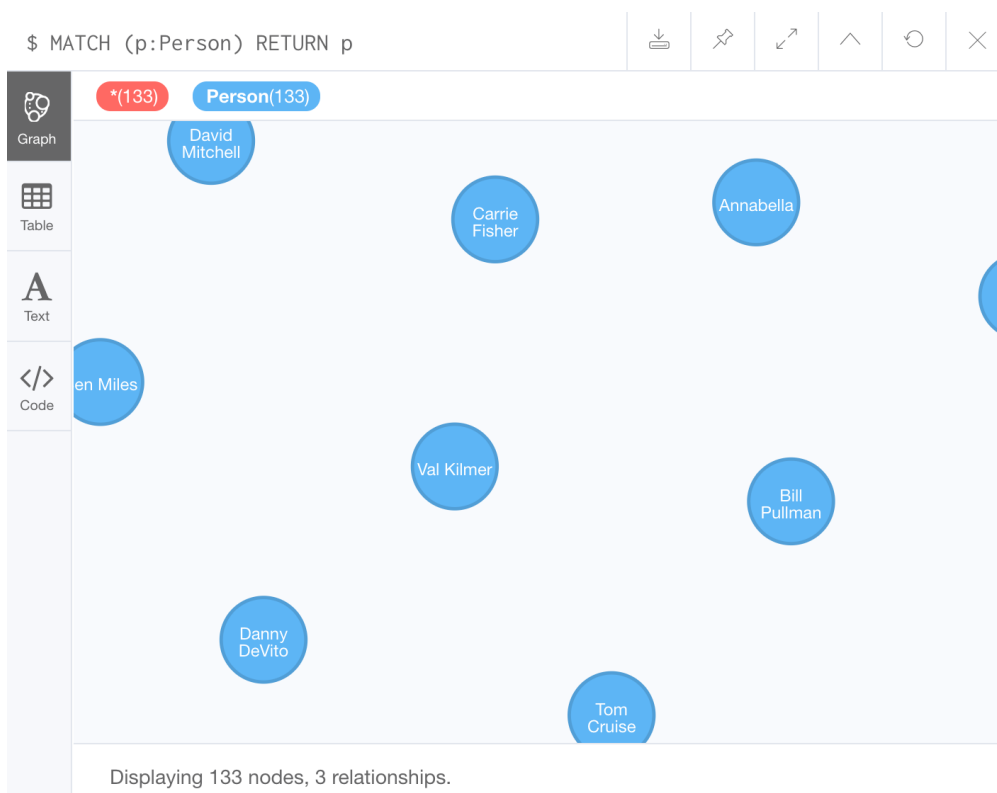 $ MATCH (p:Person) RETURN p
*(133) Person(133)
Graph
Table
A
Text
</>
Code
David
Mitchell
Carrie
Fisher
Annabella
en Miles
Val Kilmer
Bill
Pullman
Danny
DeVito
Tom
Cruise
Displaying 133 nodes, 3 relationships.